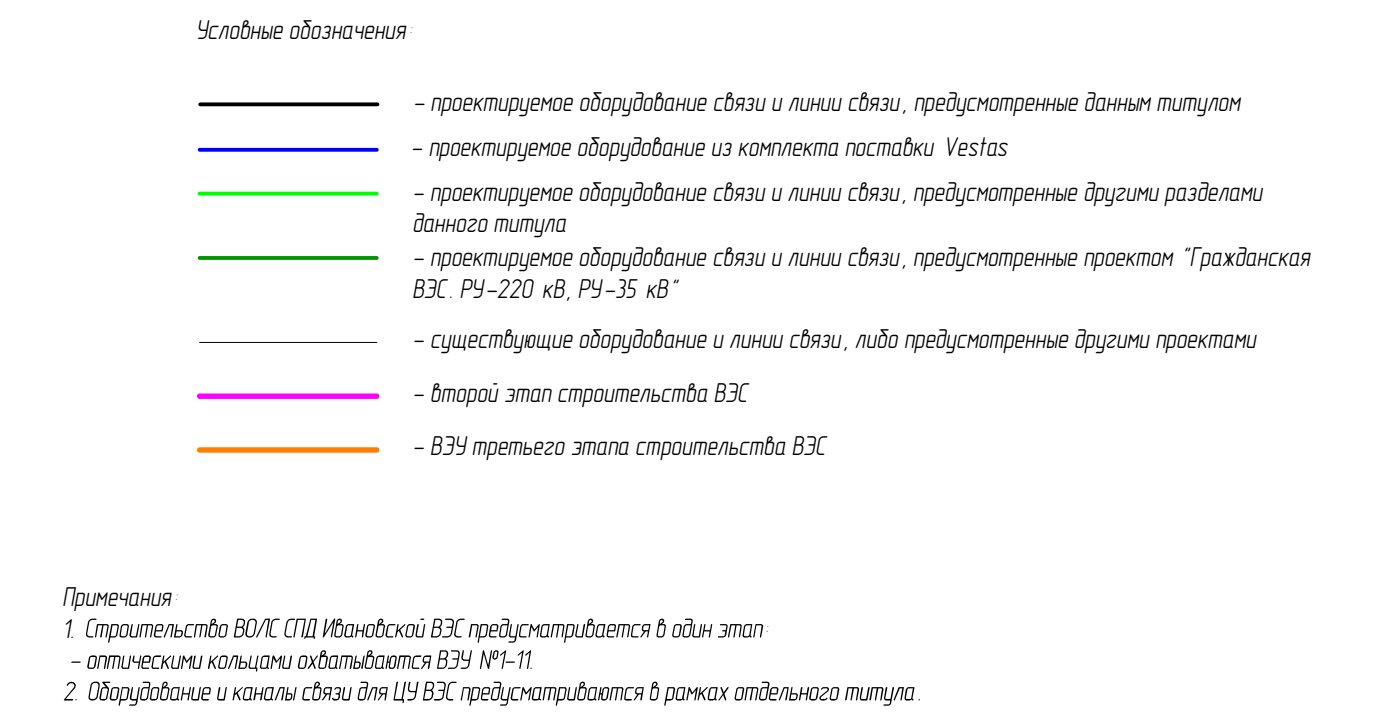 Условные обозначения:
– проектируемое оборудование связи и линии связи, предусмотренные данным титулом
– проектируемое оборудование из комплекта поставки Vestas
– проектируемое оборудование связи и линии связи, предусмотренные другими разделами
данного титула
– проектируемое оборудование связи и линии связи, предусмотренные проектом "Гражданская
ВЭС. РУ-220 кВ, РУ-35 кВ"
– существующие оборудование и линии связи, либо предусмотренные другими проектами
– второй этап строительства ВЭС
– ВЭУ третьего этапа строительства ВЭС
Примечания:
1. Строительство ВОЛС СПД Ивановской ВЭС предусматривается в один этап:
– оптическими кольцами охватываются ВЭУ №1-11.
2. Оборудование и каналы связи для ЦУ ВЭС предусматриваются в рамках отдельного титула.